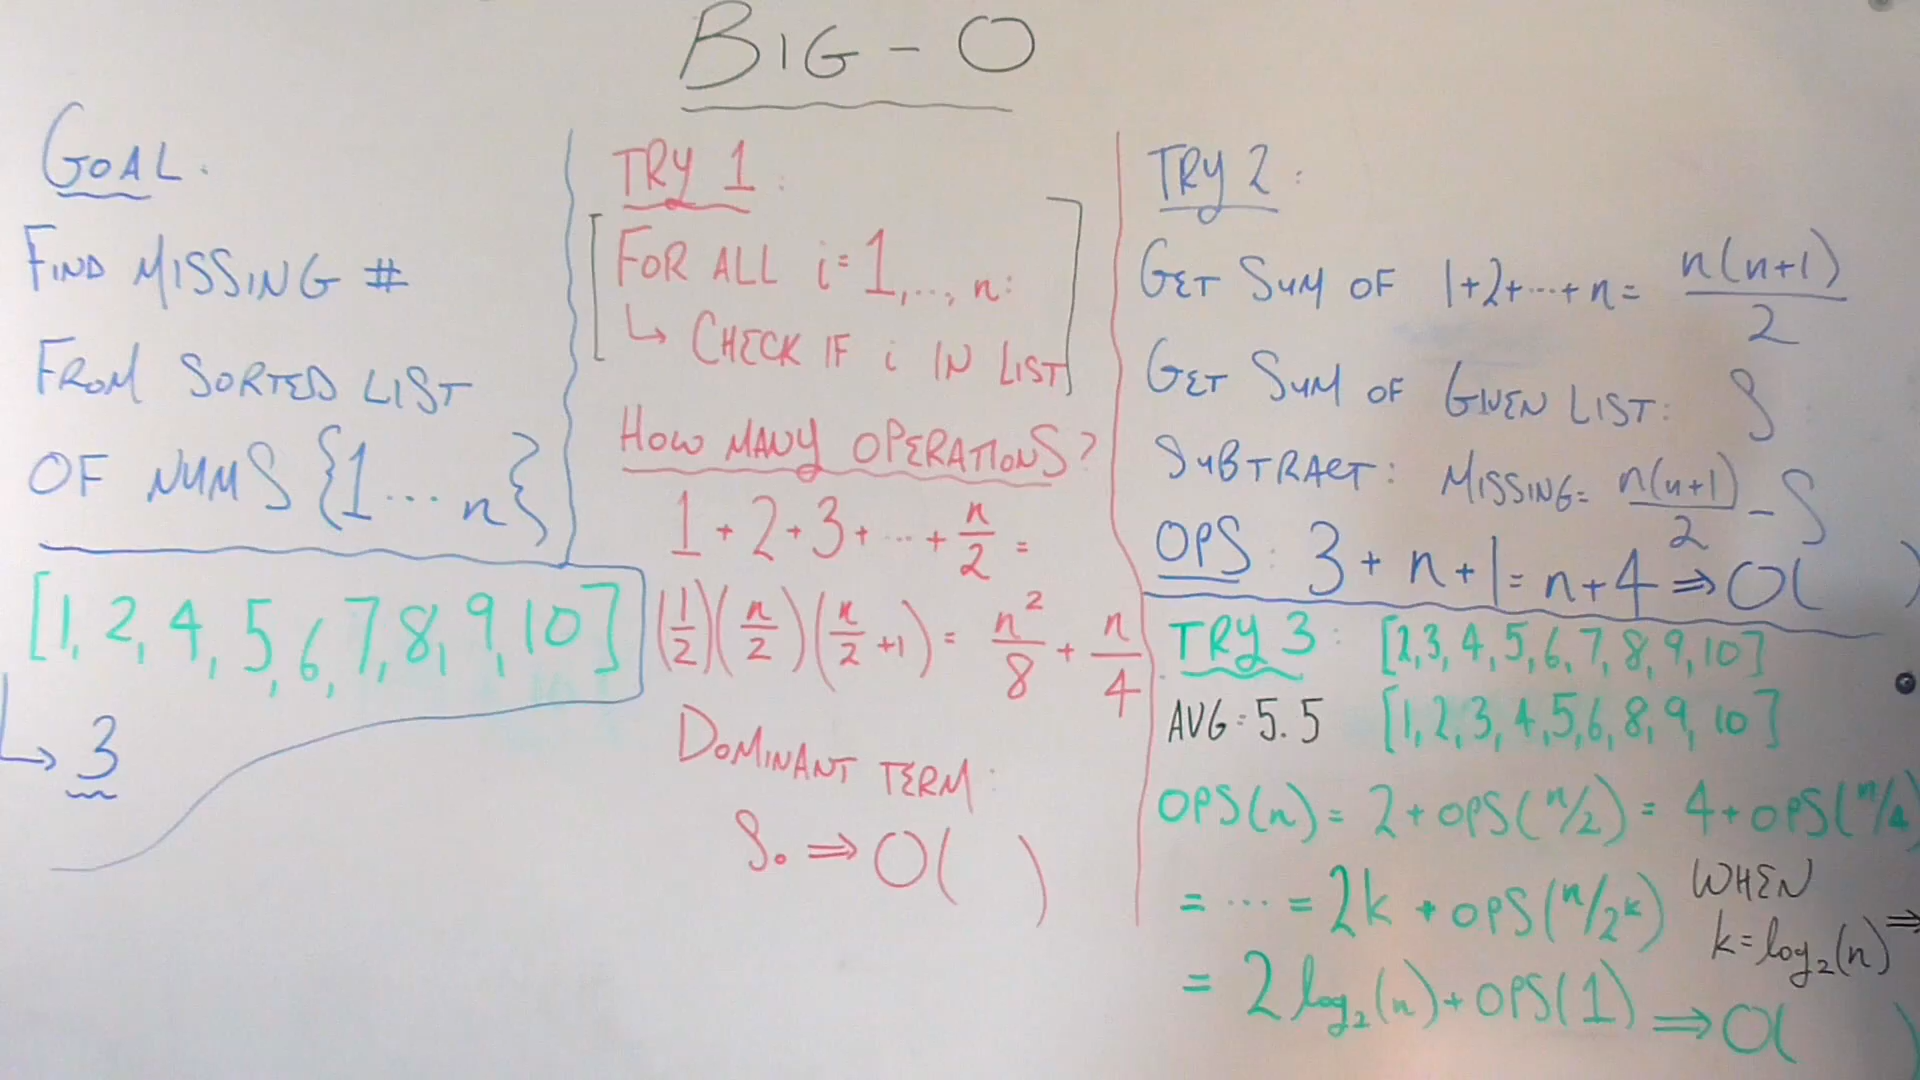 BIG - O
GOAL.
FIND MISSING #
FROM SORTED LIST
OF NUMS {1 ... n}
[1, 2, 4, 5, 6, 7, 8, 9, 10]
↳ 3
TRY 1:
FOR ALL i = 1, ..., n:
↳ CHECK IF i IN LIST
HOW MANY OPERATIONS?
1 + 2 + 3 + ... + n/2 =
(1/2)(n/2)(n/2 + 1) = n²/8 + n/4
DOMINANT TERM:
So ⇒ O( )
TRY 2:
GET SUM OF 1+2+...+n = n(n+1)/2
GET SUM OF GIVEN LIST: S
SUBTRACT: MISSING = n(n+1)/2 - S
OPS: 3 + n + 1 = n + 4 ⇒ O( )
TRY 3: [2, 3, 4, 5, 6, 7, 8, 9, 10]
AVG = 5.5 [1, 2, 3, 4, 5, 6, 8, 9, 10]
OPS(n) = 2 + OPS(n/2) = 4 + OPS(n/4)
= ... = 2k + OPS(n/2^k) WHEN
k = log₂(n) ⇒
= 2 log₂(n) + OPS(1) ⇒ O( )